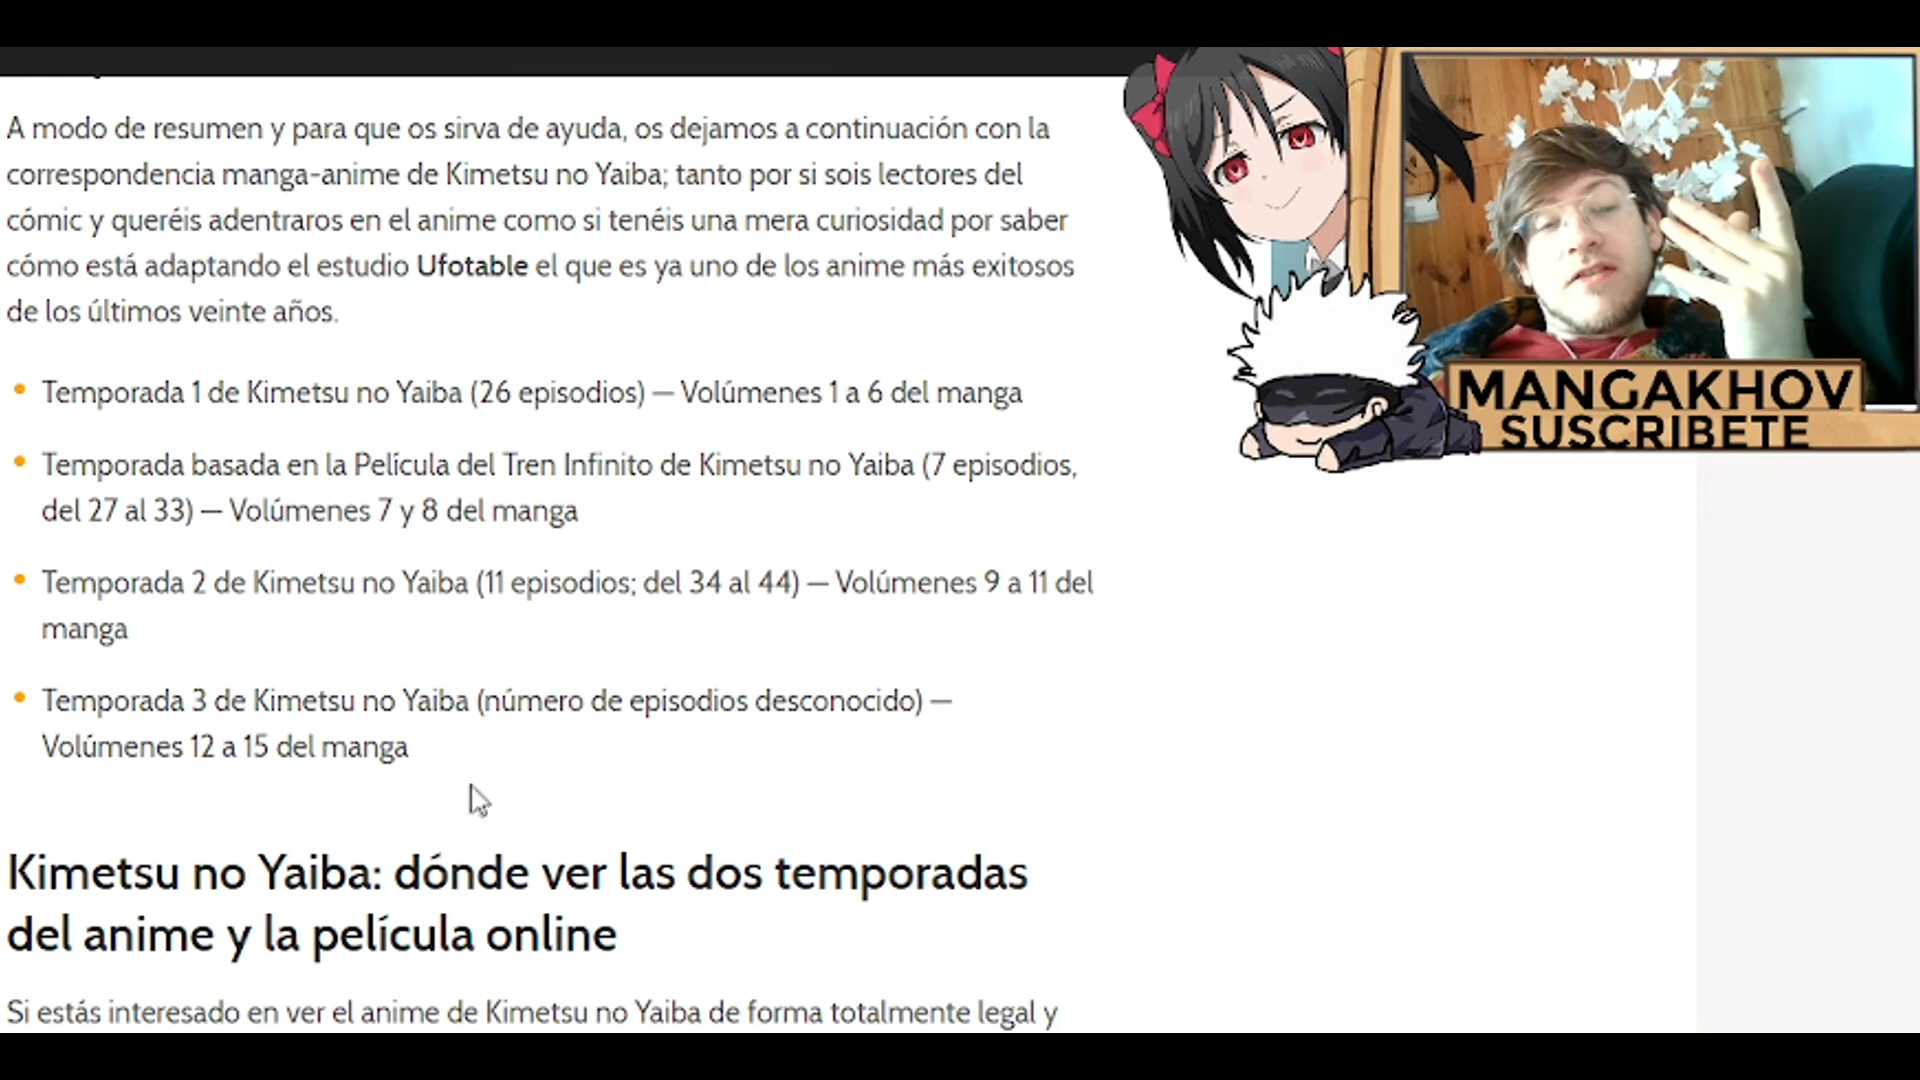 A modo de resumen y para que os sirva de ayuda, os dejamos a continuación con la
correspondencia manga-anime de Kimetsu no Yaiba; tanto por si sois lectores del
cómic y queréis adentraros en el anime como si tenéis una mera curiosidad por saber
cómo está adaptando el estudio Ufotable el que es ya uno de los anime más exitosos
de los últimos veinte años.
• Temporada 1 de Kimetsu no Yaiba (26 episodios) — Volúmenes 1 a 6 del manga
• Temporada basada en la Película del Tren Infinito de Kimetsu no Yaiba (7 episodios,
del 27 al 33) — Volúmenes 7 y 8 del manga
• Temporada 2 de Kimetsu no Yaiba (11 episodios; del 34 al 44) — Volúmenes 9 a 11 del
manga
• Temporada 3 de Kimetsu no Yaiba (número de episodios desconocido) —
Volúmenes 12 a 15 del manga
Kimetsu no Yaiba: dónde ver las dos temporadas
del anime y la película online
Si estás interesado en ver el anime de Kimetsu no Yaiba de forma totalmente legal y
MANGAKHOV
SUSCRIBETE